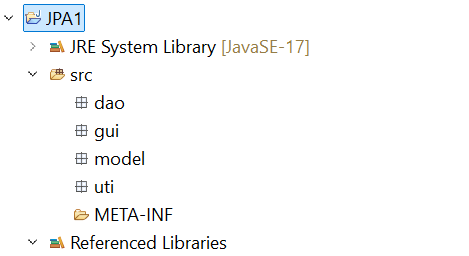 JPA1
JRE System Library [JavaSE-17]
src
dao
gui
model
uti
META-INF
Referenced Libraries